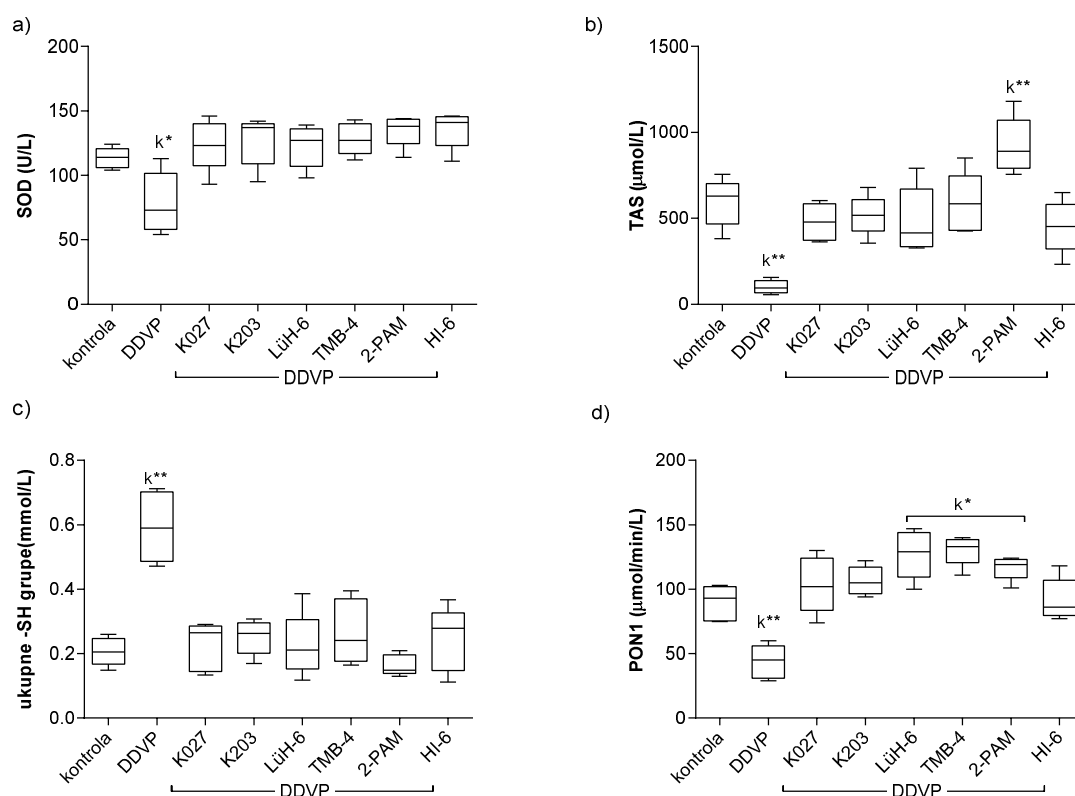 a)
SOD (U/L)
200
150
100
50
0
k*
kontrola
DDVP
K027
K203
LüH-6
TMB-4
2-PAM
HI-6
DDVP
b)
TAS (μmol/L)
1500
1000
500
0
k**
k**
kontrola
DDVP
K027
K203
LüH-6
TMB-4
2-PAM
HI-6
DDVP
c)
ukupne -SH grupe(mmol/L)
0.8
0.6
0.4
0.2
0.0
k**
kontrola
DDVP
K027
K203
LüH-6
TMB-4
2-PAM
HI-6
DDVP
d)
PON1 (μmol/min/L)
200
150
100
50
0
k**
k*
kontrola
DDVP
K027
K203
LüH-6
TMB-4
2-PAM
HI-6
DDVP